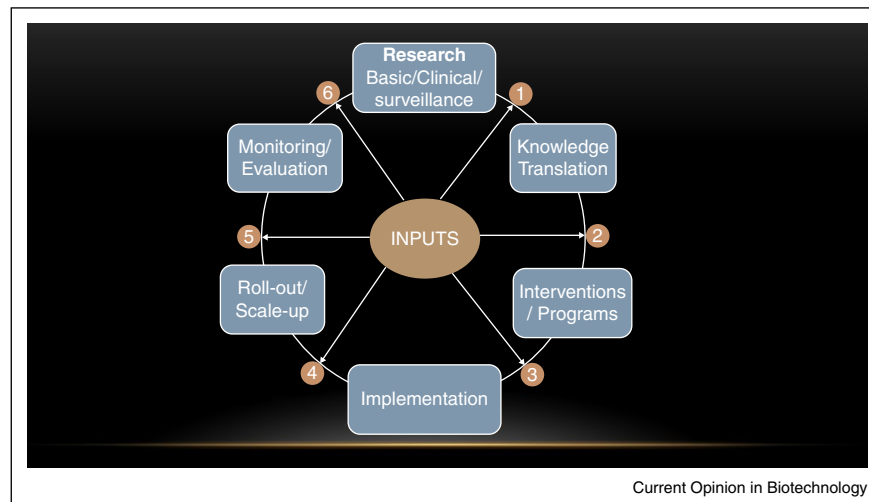 Research
Basic/Clinical/
surveillance
1
Knowledge
Translation
2
Interventions
/ Programs
3
Implementation
4
Roll-out/
Scale-up
5
Monitoring/
Evaluation
6
INPUTS
Current Opinion in Biotechnology